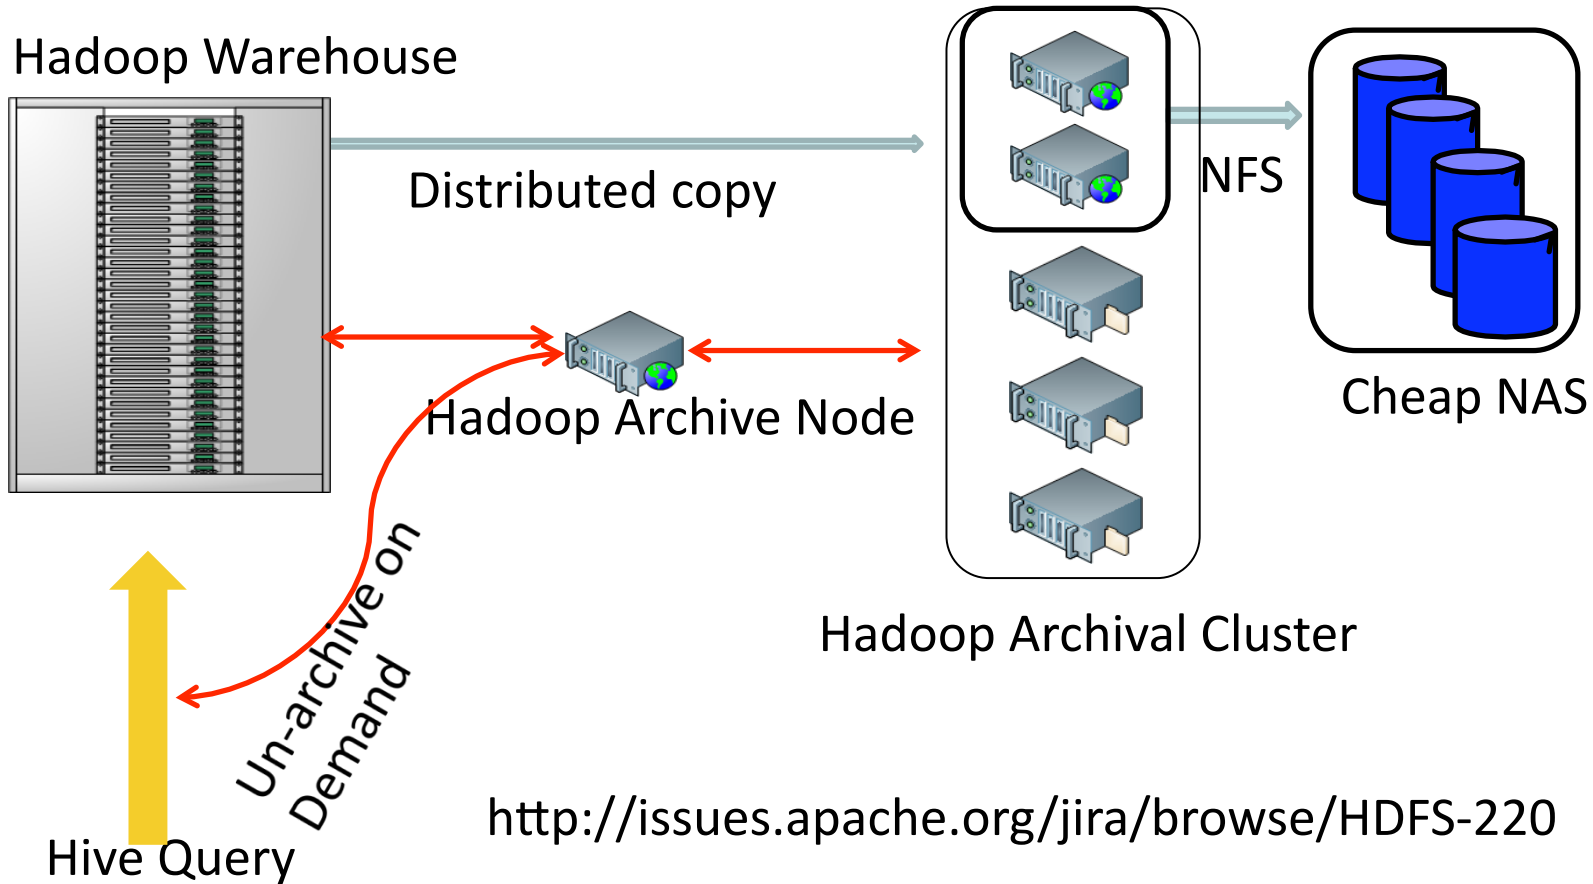 Hadoop Warehouse
Distributed copy
NFS
Cheap NAS
Hadoop Archive Node
Un-archive on
Demand
Hadoop Archival Cluster
http://issues.apache.org/jira/browse/HDFS-220
Hive Query